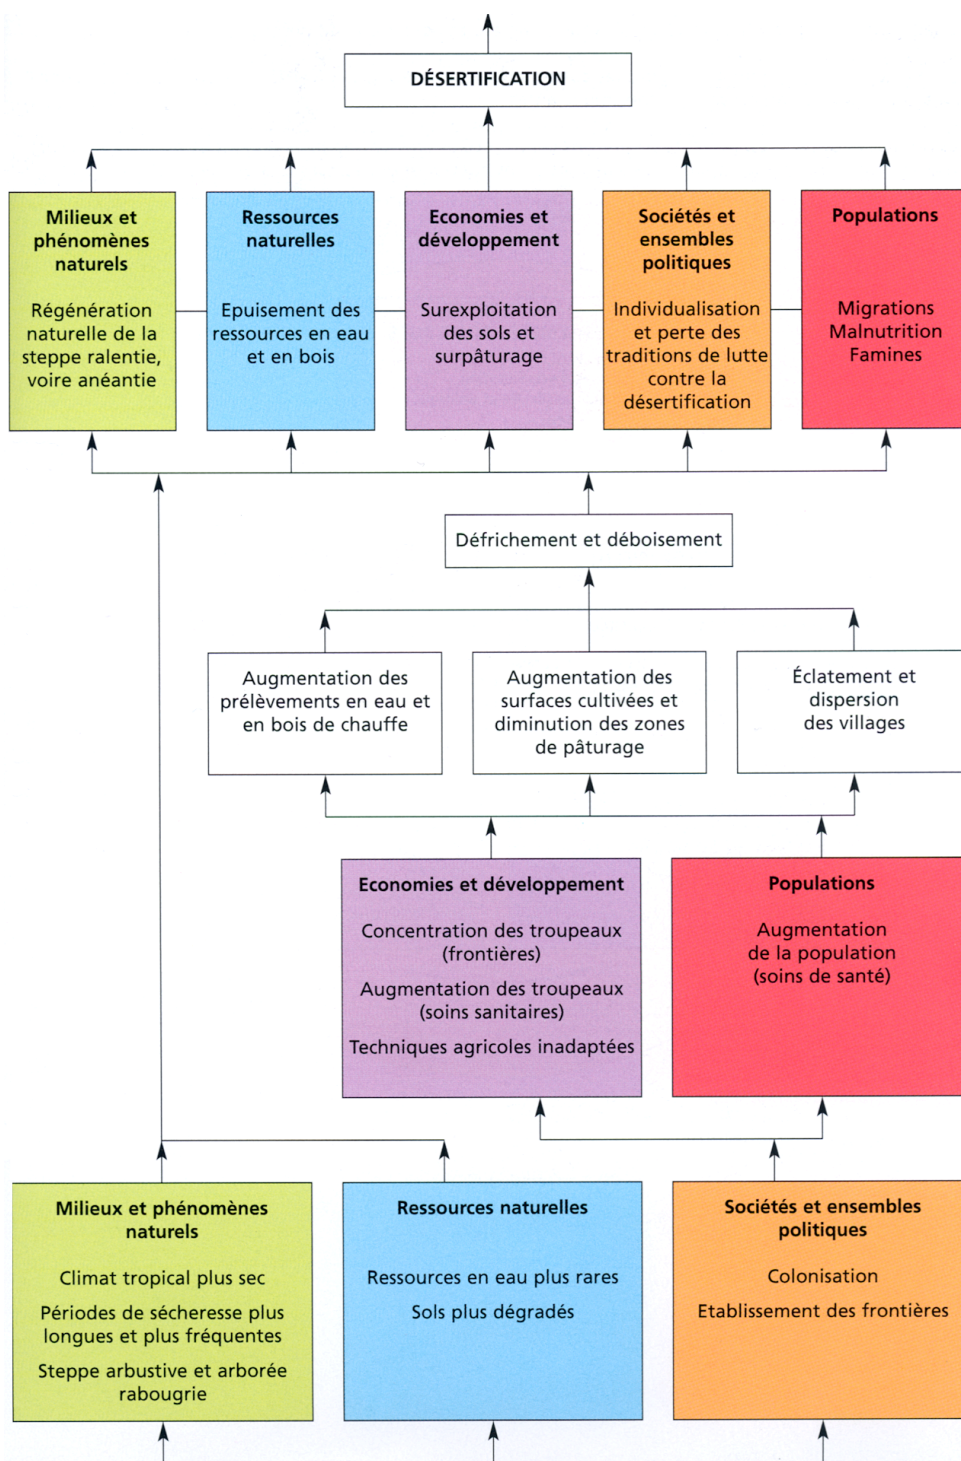 DÉSERTIFICATION
Milieux et
phénomènes
naturels
Régénération
naturelle de la
steppe ralentie,
voire anéantie
Ressources
naturelles
Epuisement des
ressources en eau
et en bois
Economies et
développement
Surexploitation
des sols et
surpâturage
Sociétés et
ensembles
politiques
Individualisation
et perte des
traditions de lutte
contre la
désertification
Populations
Migrations
Malnutrition
Famines
Défrichement et déboisement
Augmentation des
prélèvements en eau et
en bois de chauffe
Augmentation des
surfaces cultivées et
diminution des zones
de pâturage
Éclatement et
dispersion
des villages
Economies et développement
Concentration des troupeaux
(frontières)
Augmentation des troupeaux
(soins sanitaires)
Techniques agricoles inadaptées
Populations
Augmentation
de la population
(soins de santé)
Milieux et phénomènes
naturels
Climat tropical plus sec
Périodes de sécheresse plus
longues et plus fréquentes
Steppe arbustive et arborée
rabougrie
Ressources naturelles
Ressources en eau plus rares
Sols plus dégradés
Sociétés et ensembles
politiques
Colonisation
Etablissement des frontières